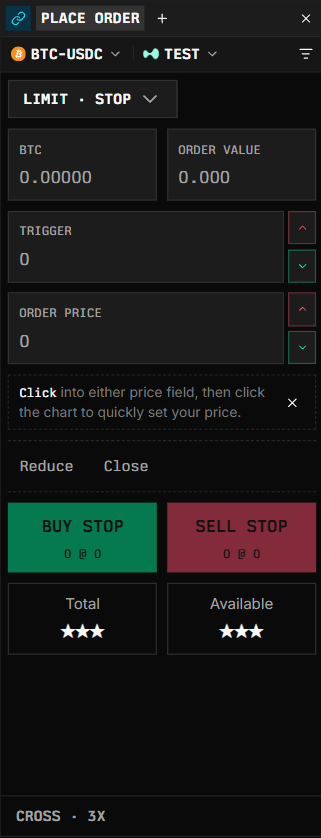 PLACE ORDER
BTC-USDC
TEST
LIMIT · STOP
BTC
0.00000
ORDER VALUE
0.000
TRIGGER
0
ORDER PRICE
0
Click into either price field, then click
the chart to quickly set your price.
Reduce
Close
BUY STOP
0 @ 0
SELL STOP
0 @ 0
Total
★★★
Available
★★★
CROSS · 3X